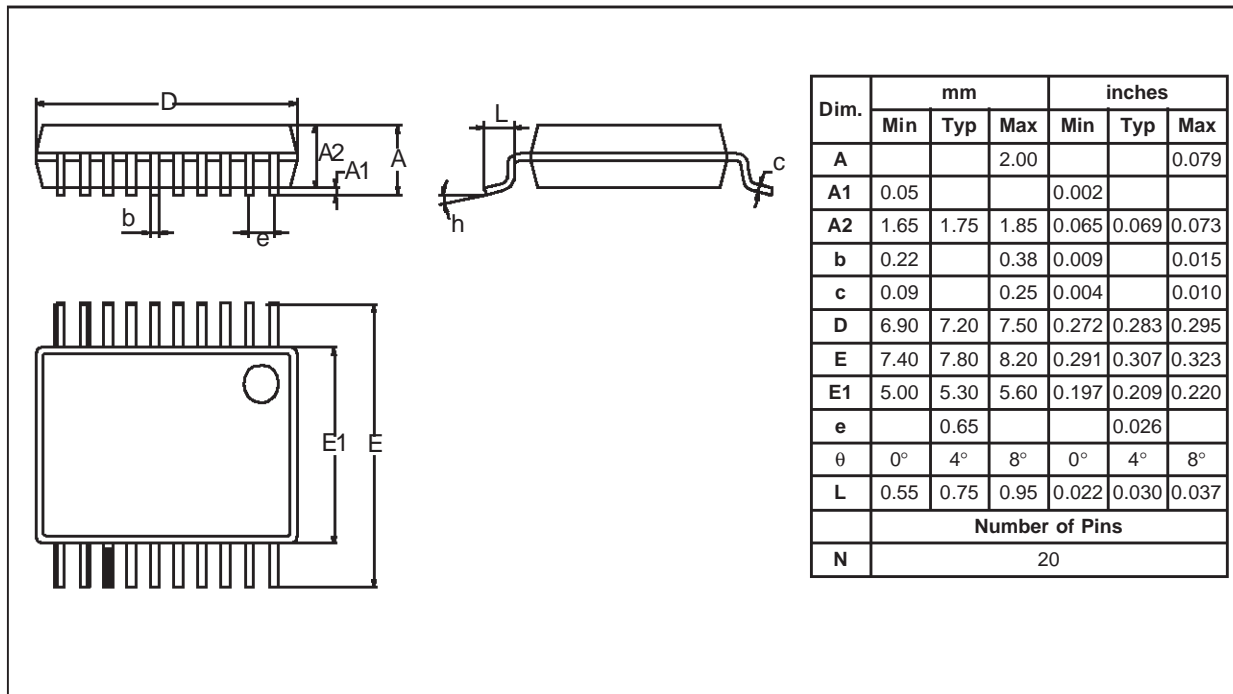 D
A2
A1
A
b
e
L
c
h
E1
E
Dim. mm inches
Min Typ Max Min Typ Max
A 2.00 0.079
A1 0.05 0.002
A2 1.65 1.75 1.85 0.065 0.069 0.073
b 0.22 0.38 0.009 0.015
c 0.09 0.25 0.004 0.010
D 6.90 7.20 7.50 0.272 0.283 0.295
E 7.40 7.80 8.20 0.291 0.307 0.323
E1 5.00 5.30 5.60 0.197 0.209 0.220
e 0.65 0.026
θ 0° 4° 8° 0° 4° 8°
L 0.55 0.75 0.95 0.022 0.030 0.037
Number of Pins
N 20